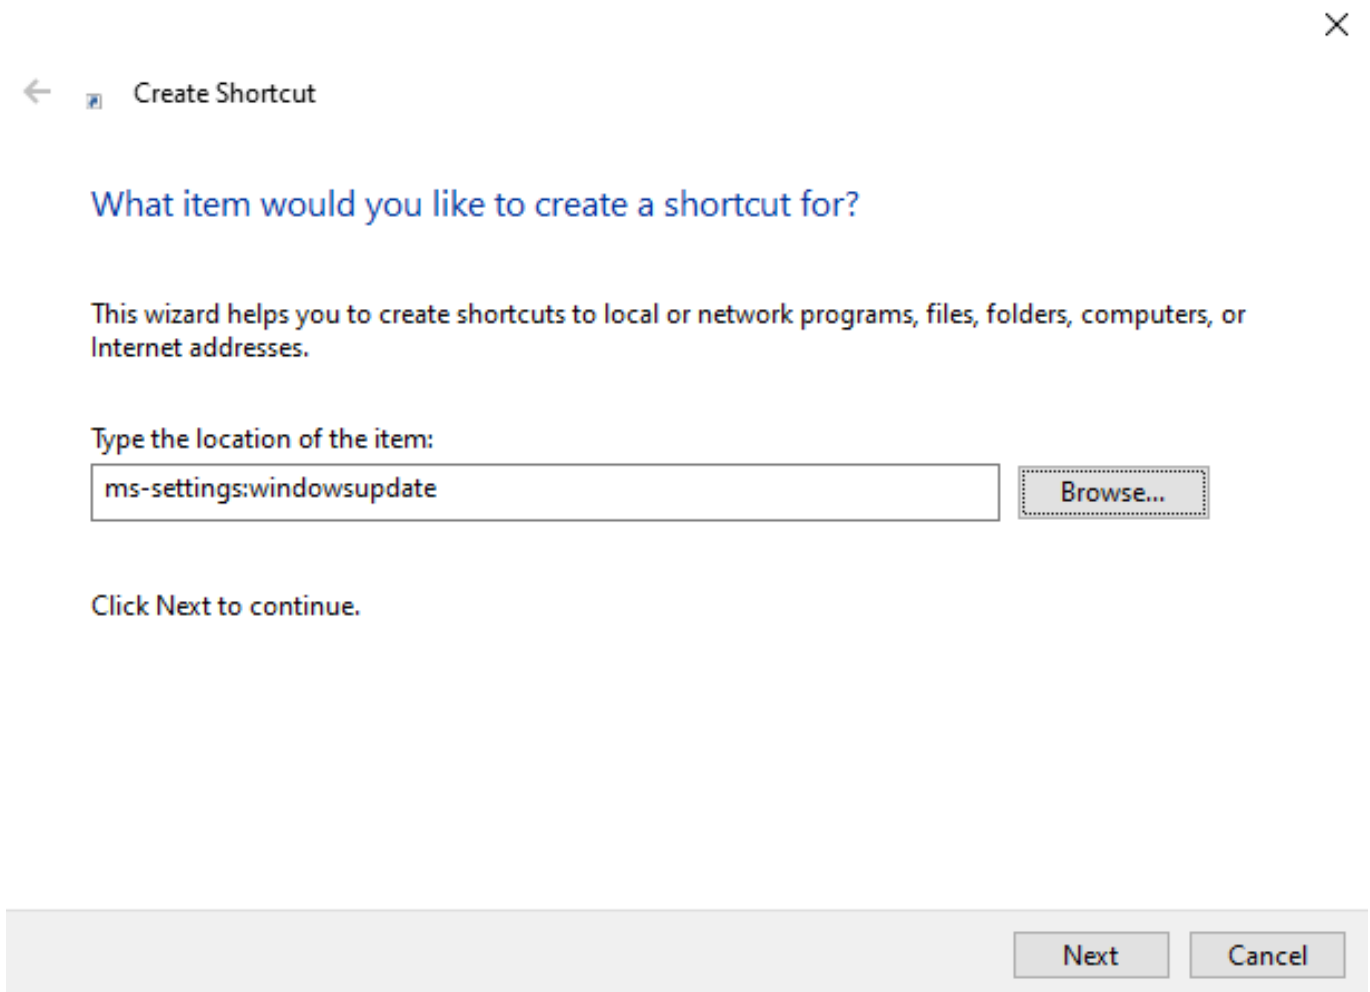 Create Shortcut
What item would you like to create a shortcut for?
This wizard helps you to create shortcuts to local or network programs, files, folders, computers, or
Internet addresses.
Type the location of the item:
ms-settings:windowsupdate
Browse...
Click Next to continue.
Next
Cancel